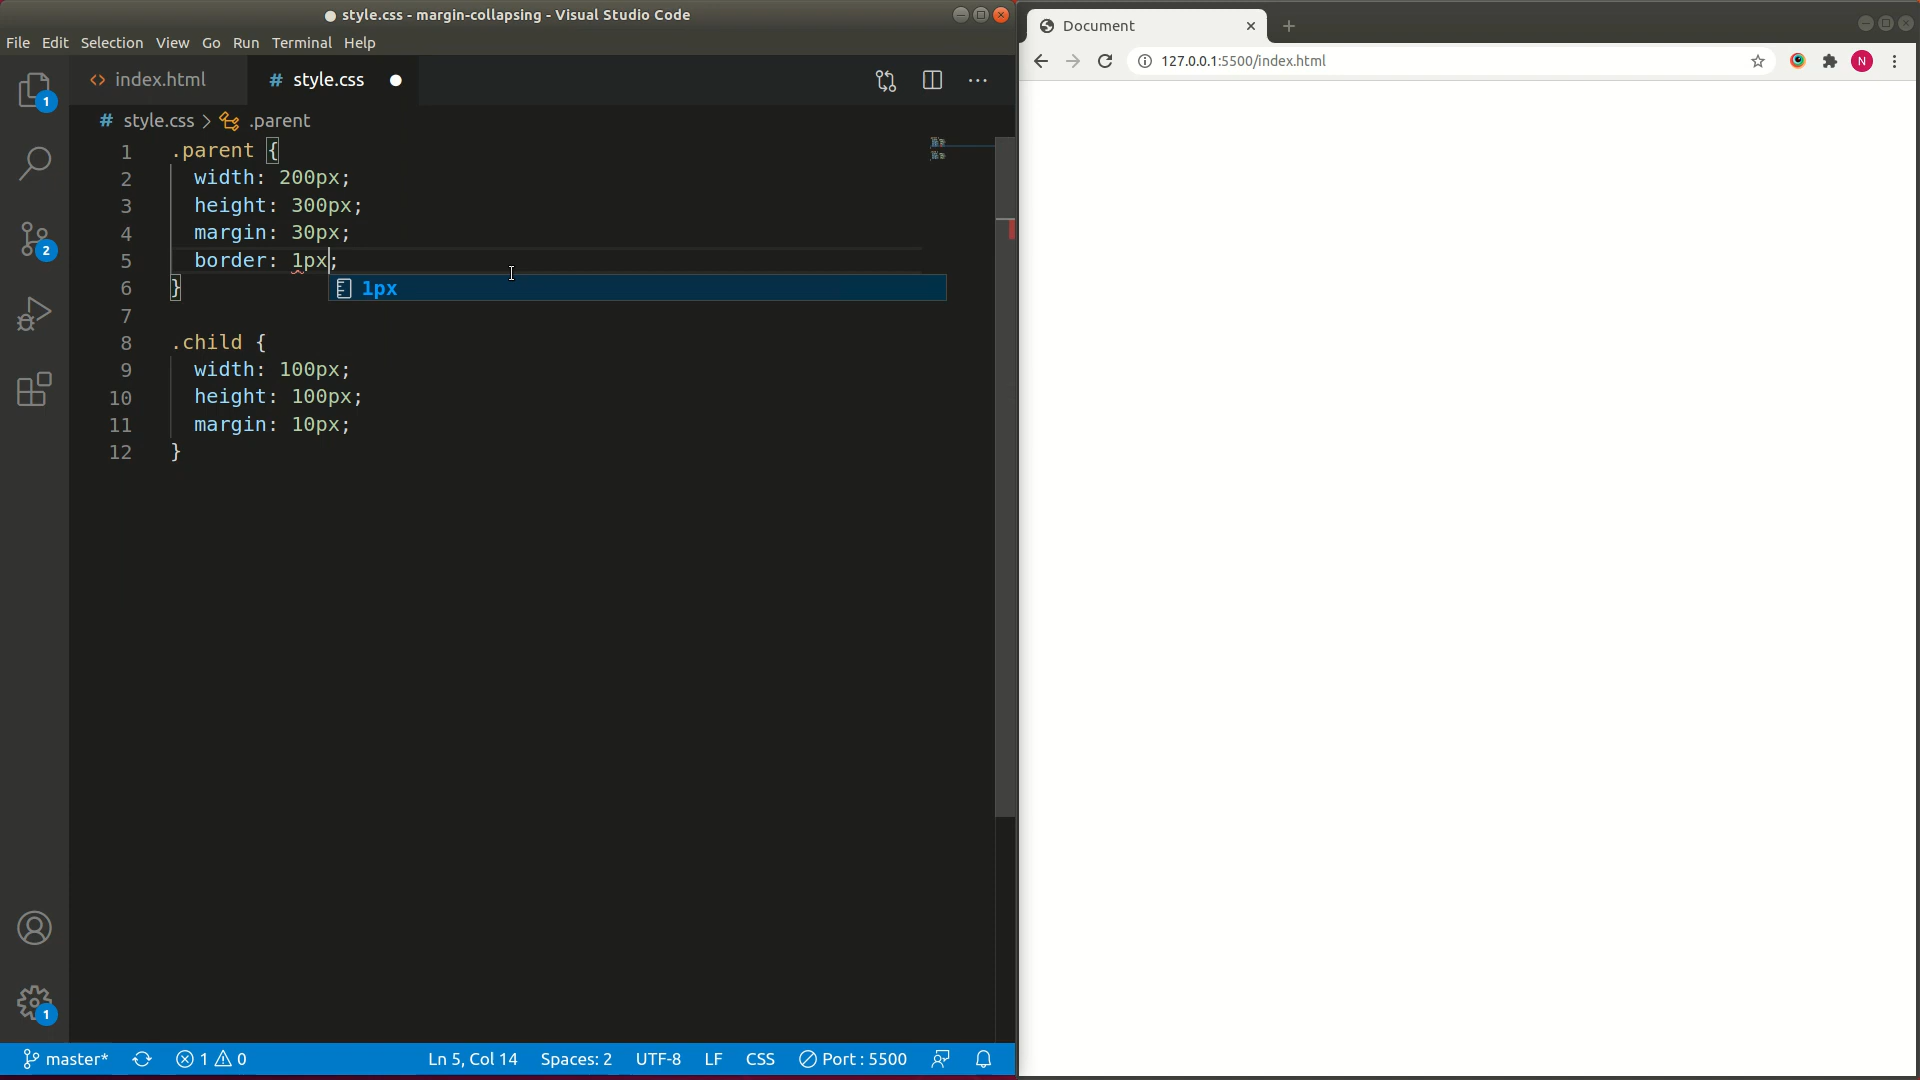 style.css - margin-collapsing - Visual Studio Code
File Edit Selection View Go Run Terminal Help
index.html
# style.css
# style.css > .parent
1 .parent {
2 width: 200px;
3 height: 300px;
4 margin: 30px;
5 border: 1px;
1px
6 }
7
8 .child {
9 width: 100px;
10 height: 100px;
11 margin: 10px;
12 }
1
2
1
master* 1 0 Ln 5, Col 14 Spaces: 2 UTF-8 LF CSS Port : 5500
Document
127.0.0.1:5500/index.html
N